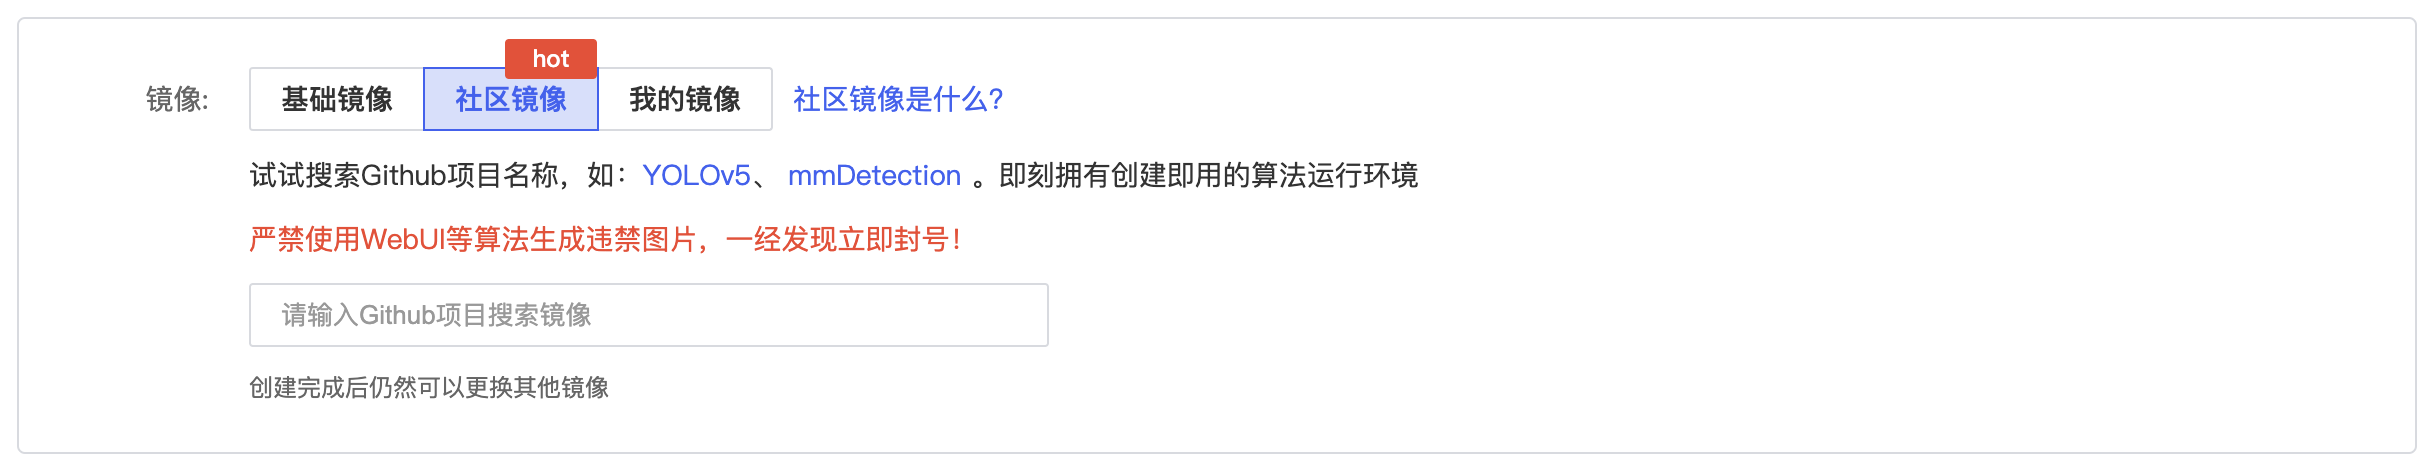 hot
镜像: 基础镜像 社区镜像 我的镜像 社区镜像是什么?
试试搜索Github项目名称，如：YOLOv5、 mmDetection 。即刻拥有创建即用的算法运行环境
严禁使用WebUI等算法生成违禁图片，一经发现立即封号！
请输入Github项目搜索镜像
创建完成后仍然可以更换其他镜像